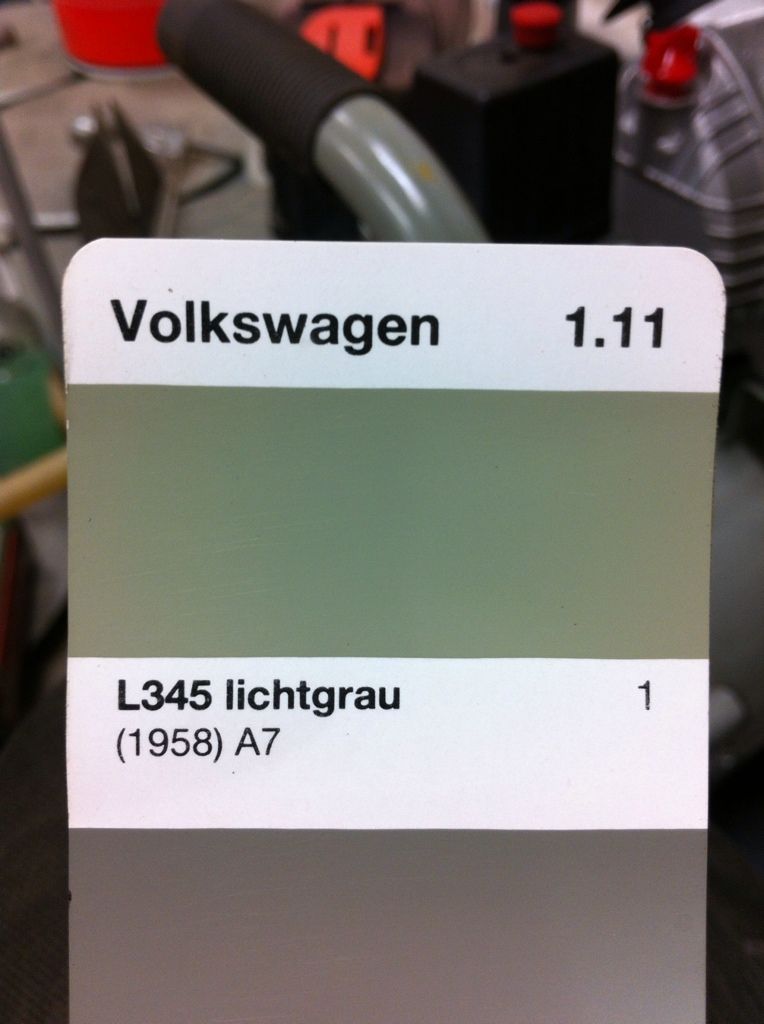 Volkswagen 1.11
L345 lichtgrau 1
(1958) A7